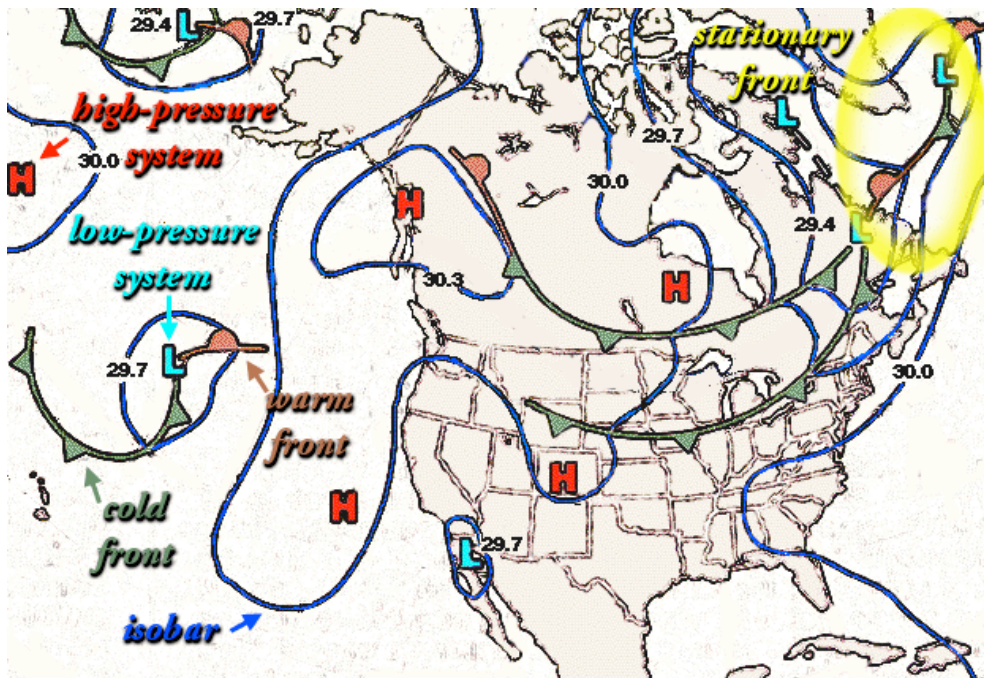 29.4
L
29.7
stationary
front
L
high-pressure
system
L
29.7
30.0
H
30.0
H
29.4
L
low-pressure
system
30.3
H
L
29.7
30.0
warm
front
H
H
cold
front
L
29.7
isobar